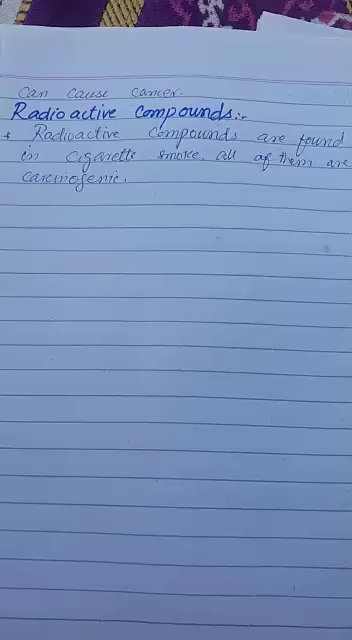 Can cause cancer.
Radioactive Compounds:-
* Radioactive Compounds are found
in Cigarette smoke. all of them are
carcinogenic.